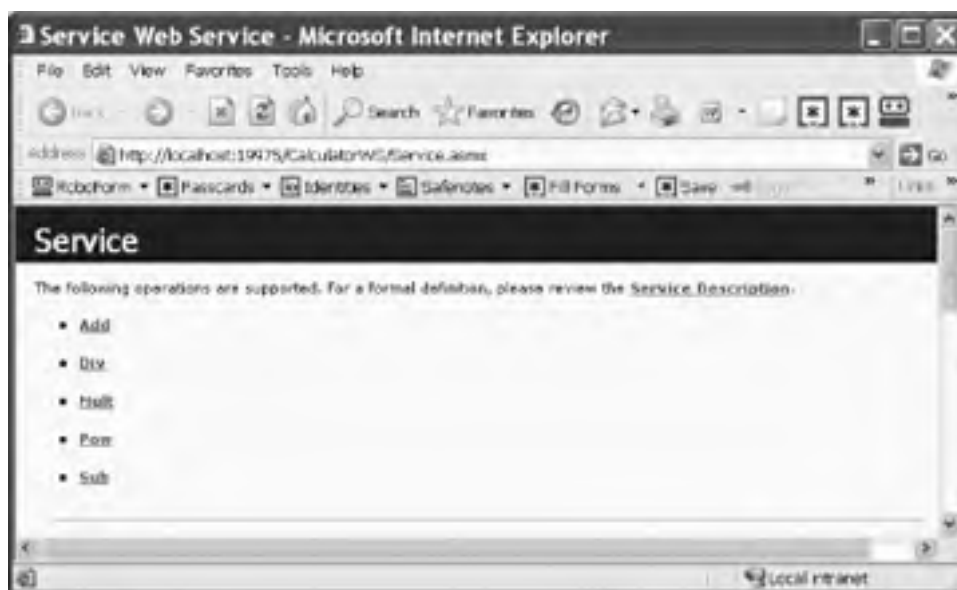 Service Web Service - Microsoft Internet Explorer
File Edit View Favorites Tools Help
Back Search Favorites
Address http://localhost:19975/CalculatorWS/Service.asmx Go
RoboForm Passcards Identities Safenotes Fill Forms Save Links
Service
The following operations are supported. For a formal definition, please review the Service Description.
• Add
• Div
• Mult
• Pow
• Sub
Local intranet